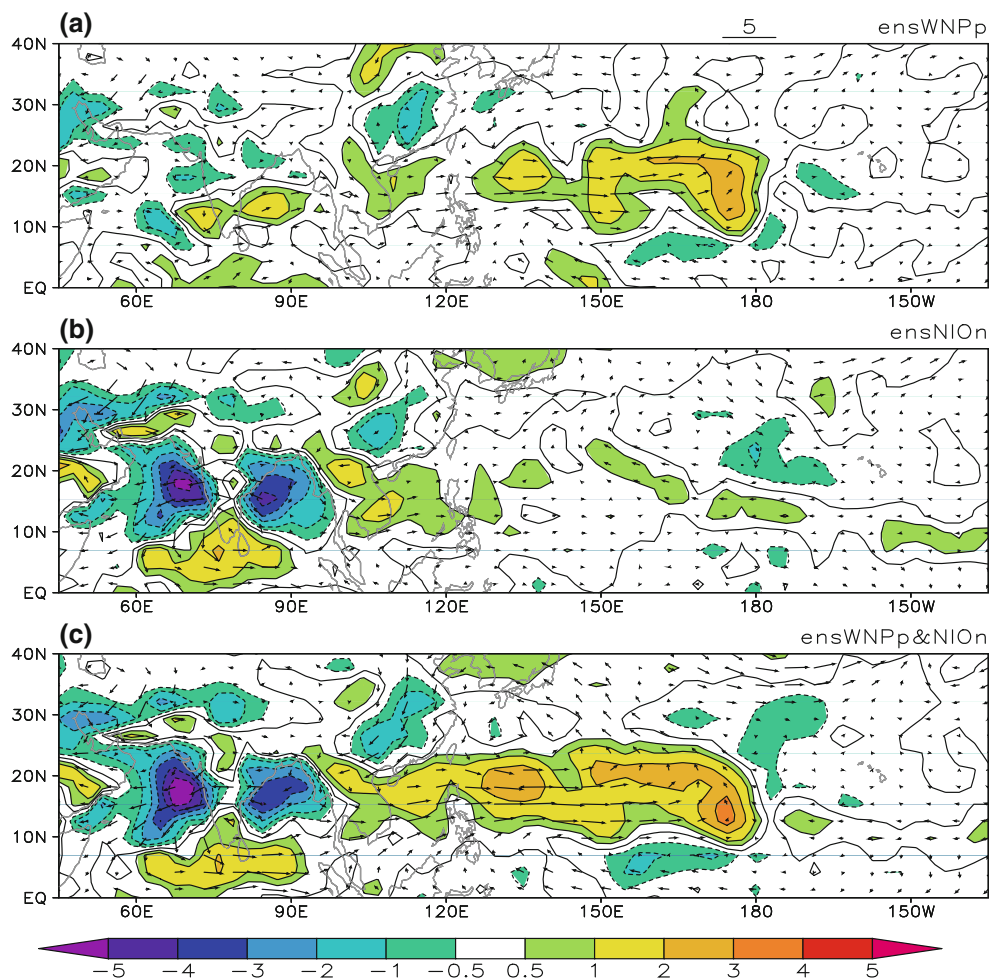 (a) 5 ensWNPp
40N
30N
20N
10N
EQ
60E 90E 120E 150E 180 150W
(b) ensNIOn
40N
30N
20N
10N
EQ
60E 90E 120E 150E 180 150W
(c) ensWNPp&NIOn
40N
30N
20N
10N
EQ
60E 90E 120E 150E 180 150W
-5 -4 -3 -2 -1 -0.5 0.5 1 2 3 4 5